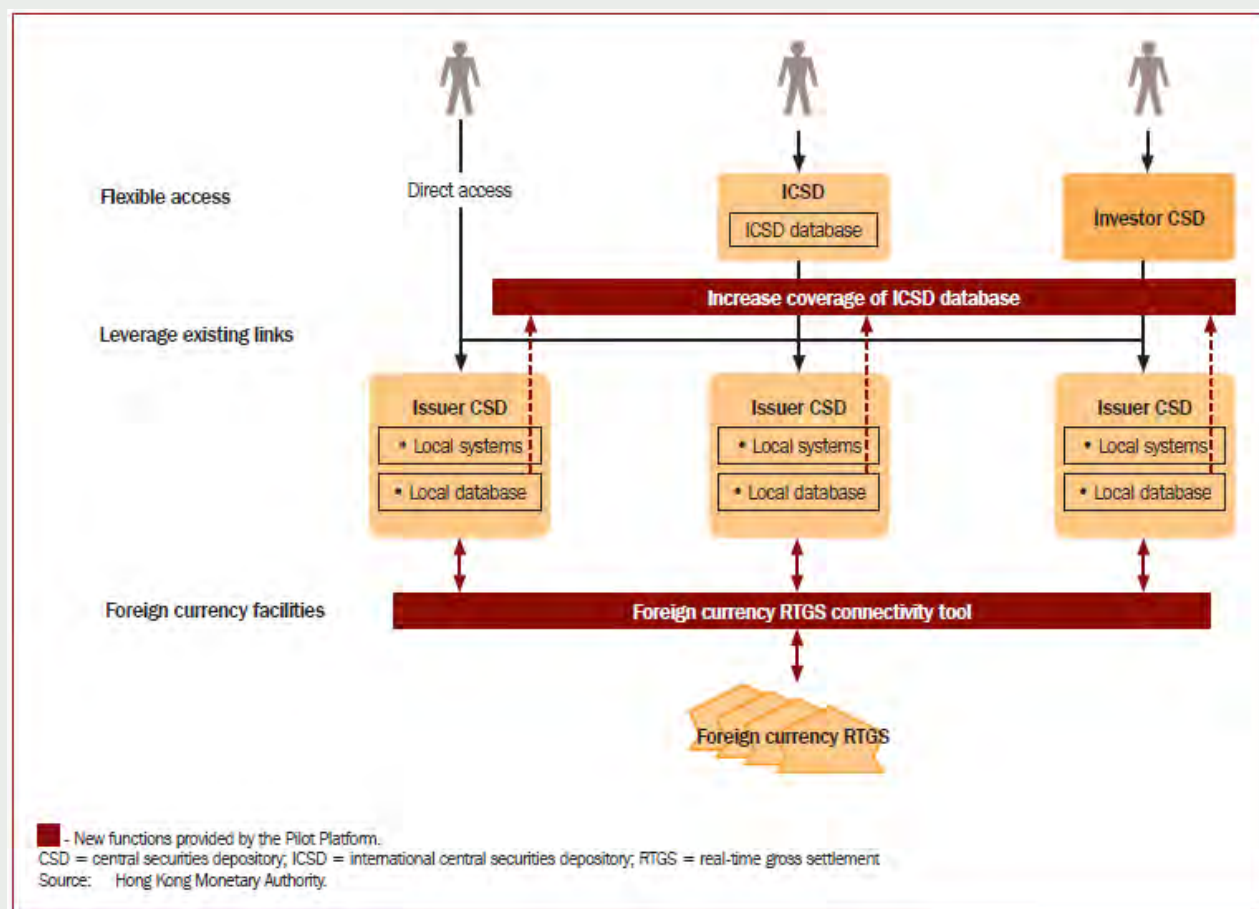 Flexible access
Direct access
ICSD
ICSD database
Investor CSD
Increase coverage of ICSD database
Leverage existing links
Issuer CSD
• Local systems
• Local database
Issuer CSD
• Local systems
• Local database
Issuer CSD
• Local systems
• Local database
Foreign currency facilities
Foreign currency RTGS connectivity tool
Foreign currency RTGS
- New functions provided by the Pilot Platform.
CSD = central securities depository; ICSD = international central securities depository; RTGS = real-time gross settlement
Source: Hong Kong Monetary Authority.